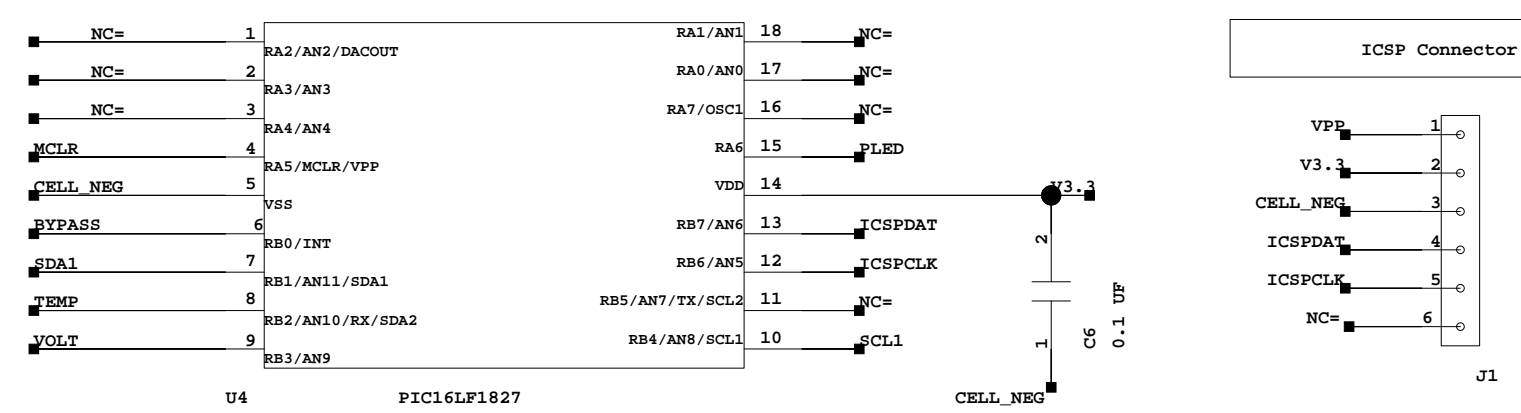 NC= 1 RA2/AN2/DACOUT
NC= 2 RA3/AN3
NC= 3 RA4/AN4
MCLR 4 RA5/MCLR/VPP
CELL_NEG 5 VSS
BYPASS 6 RB0/INT
SDA1 7 RB1/AN11/SDA1
TEMP 8 RB2/AN10/RX/SDA2
VOLT 9 RB3/AN9
RA1/AN1 18 NC=
RA0/AN0 17 NC=
RA7/OSC1 16 NC=
RA6 15 PLED
VDD 14 V3.3
RB7/AN6 13 ICSPDAT
RB6/AN5 12 ICSPCLK
RB5/AN7/TX/SCL2 11 NC=
RB4/AN8/SCL1 10 SCL1
U4 PIC16LF1827
2
1
C6
0.1 UF
CELL_NEG
ICSP Connector
VPP 1
V3.3 2
CELL_NEG 3
ICSPDAT 4
ICSPCLK 5
NC= 6
J1